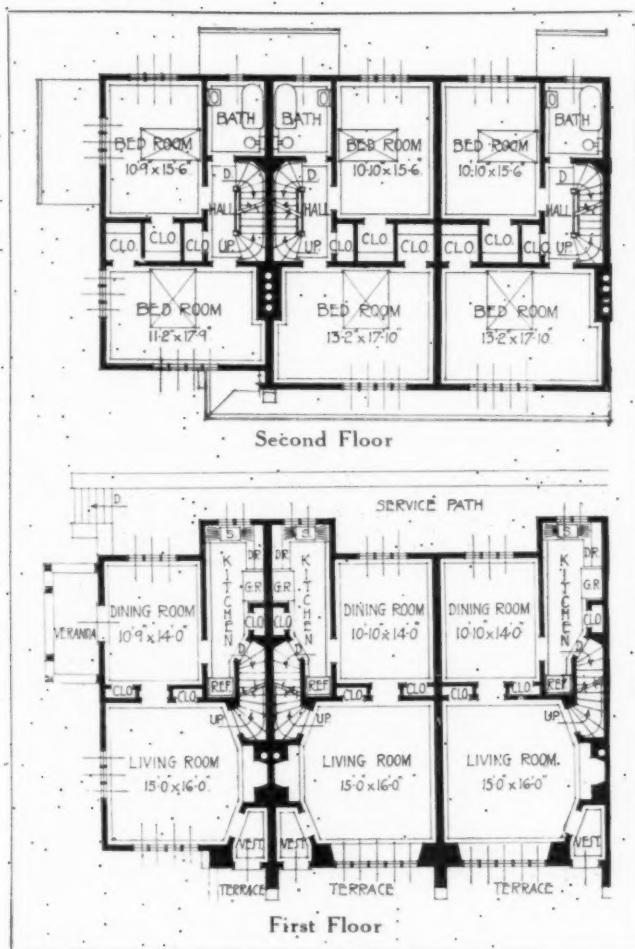 BATH BATH BATH
BED ROOM BED ROOM BED ROOM
10'-9" x 15'-6" 10'-10" x 15'-6" 10'-10" x 15'-6"
D D D
HALL HALL HALL
CLO. CLO. CLO. UP. UP. CLO. CLO. CLO. CLO. CLO. CLO. UP.
BED ROOM BED ROOM BED ROOM
11'-2" x 17'-9" 13'-2" x 17'-10" 13'-2" x 17'-10"
Second Floor
SERVICE PATH
D
S S S
KITCHEN KITCHEN KITCHEN
DR. DR. DR.
G.R. G.R. G.R.
VERANDA
DINING ROOM DINING ROOM DINING ROOM
10'-9" x 14'-0" 10'-10" x 14'-0" 10'-10" x 14'-0"
CLO CLO CLO CLO
D D D
CLO. CLO. REF. REF. CLO. CLO. CLO. CLO. REF.
UP. UP. UP.
LIVING ROOM LIVING ROOM LIVING ROOM.
15'-0" x 16'-0" 15'-0" x 16'-0" 15'-0" x 16'-0"
VEST. VEST. VEST.
TERRACE TERRACE TERRACE
First Floor